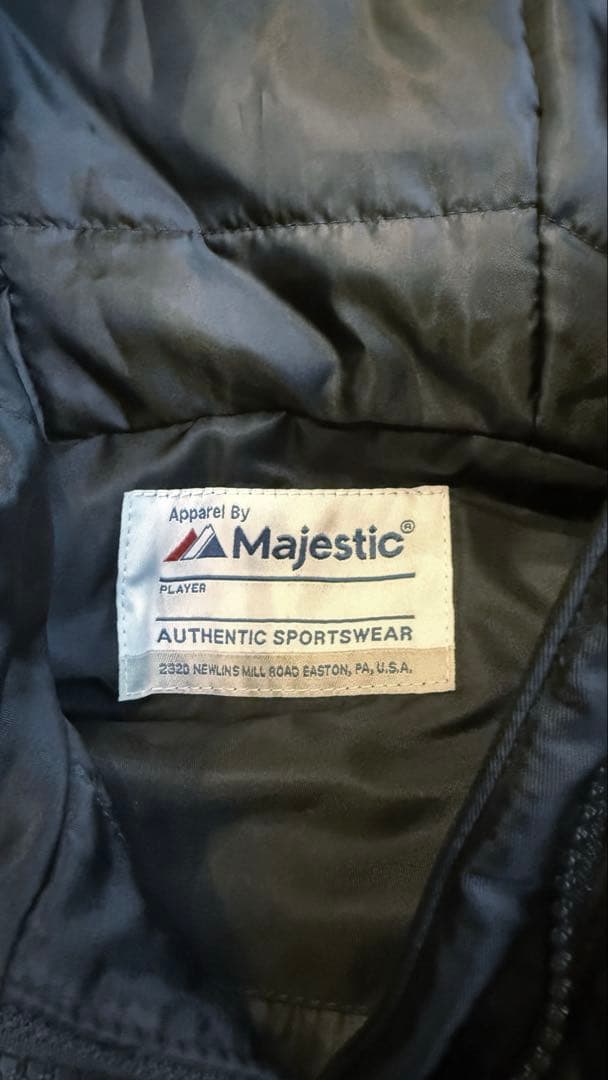 Apparel By
Majestic®
PLAYER
AUTHENTIC SPORTSWEAR
2320 NEWLINS MILL ROAD EASTON, PA, U.S.A.